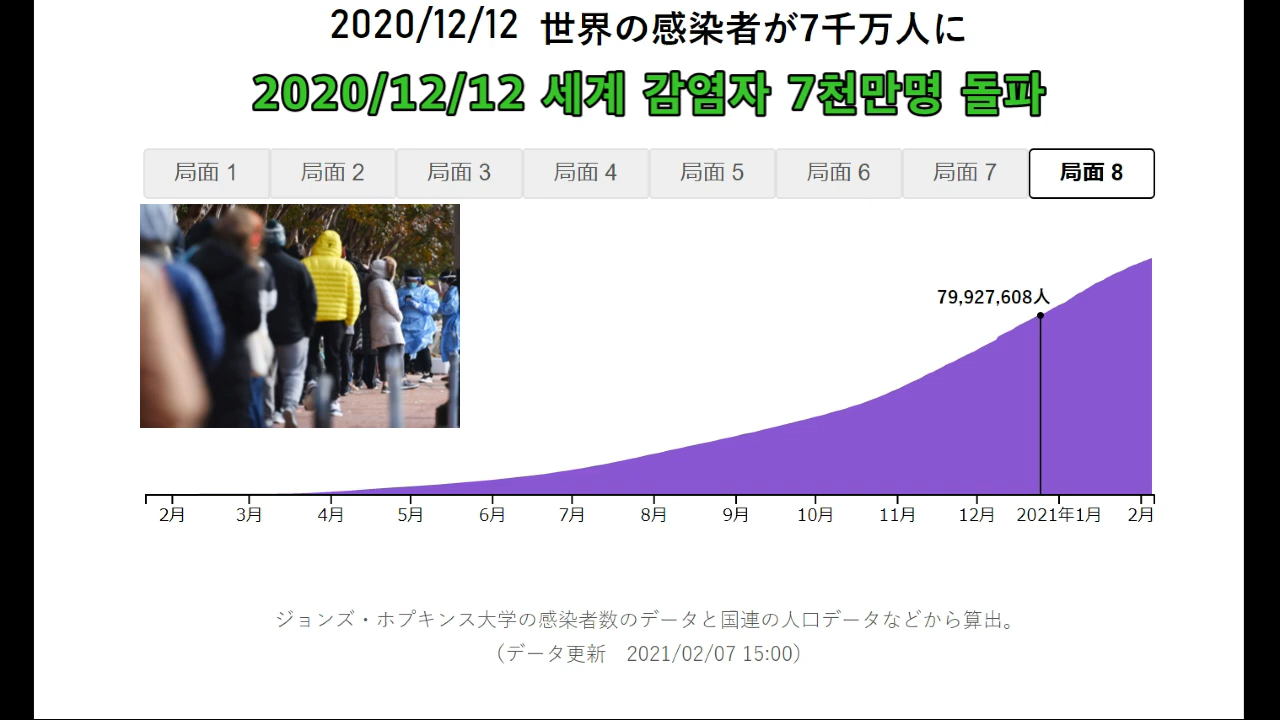 2020/12/12 世界の感染者が7千万人に
2020/12/12 세계 감염자 7천만명 돌파
局面 1 局面 2 局面 3 局面 4 局面 5 局面 6 局面 7 局面 8
79,927,608人
2月 3月 4月 5月 6月 7月 8月 9月 10月 11月 12月 2021年1月 2月
ジョンズ・ホプキンス大学の感染者数のデータと国連の人口データなどから算出。
（データ更新　2021/02/07 15:00）